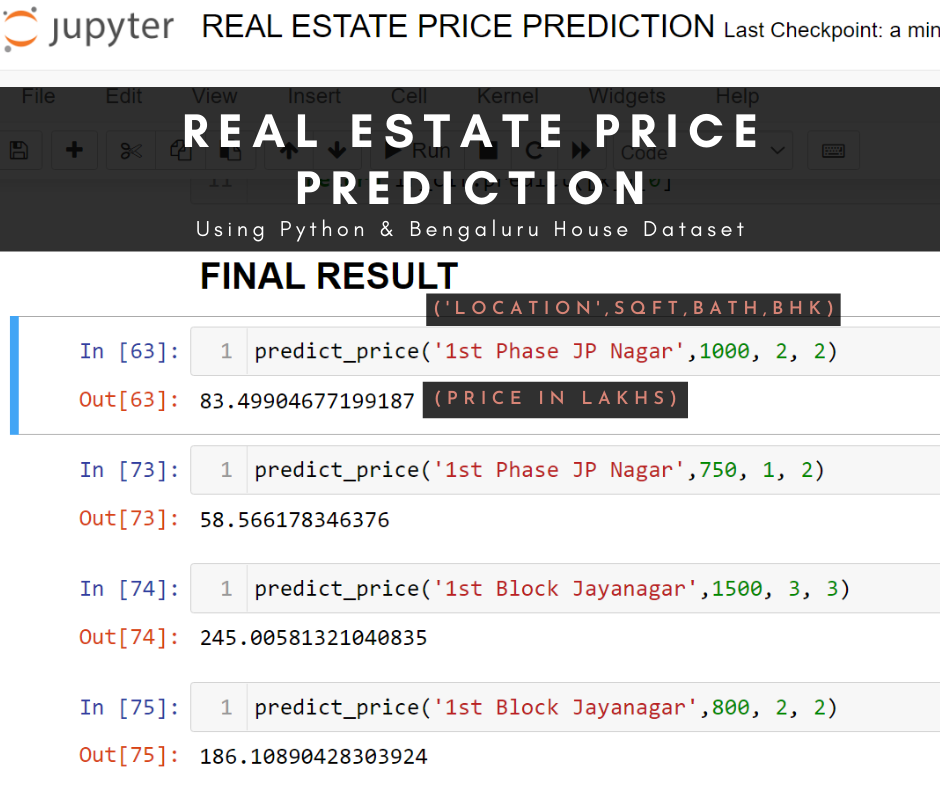 jupyter REAL ESTATE PRICE PREDICTION Last Checkpoint: a min
File Edit View Insert Cell Kernel Widgets Help
REAL ESTATE PRICE
Run Code
PREDICTION
Using Python & Bengaluru House Dataset
FINAL RESULT
('LOCATION',SQFT,BATH,BHK)
In [63]: 1 predict_price('1st Phase JP Nagar',1000, 2, 2)
Out[63]: 83.49904677199187 (PRICE IN LAKHS)
In [73]: 1 predict_price('1st Phase JP Nagar',750, 1, 2)
Out[73]: 58.566178346376
In [74]: 1 predict_price('1st Block Jayanagar',1500, 3, 3)
Out[74]: 245.00581321040835
In [75]: 1 predict_price('1st Block Jayanagar',800, 2, 2)
Out[75]: 186.10890428303924